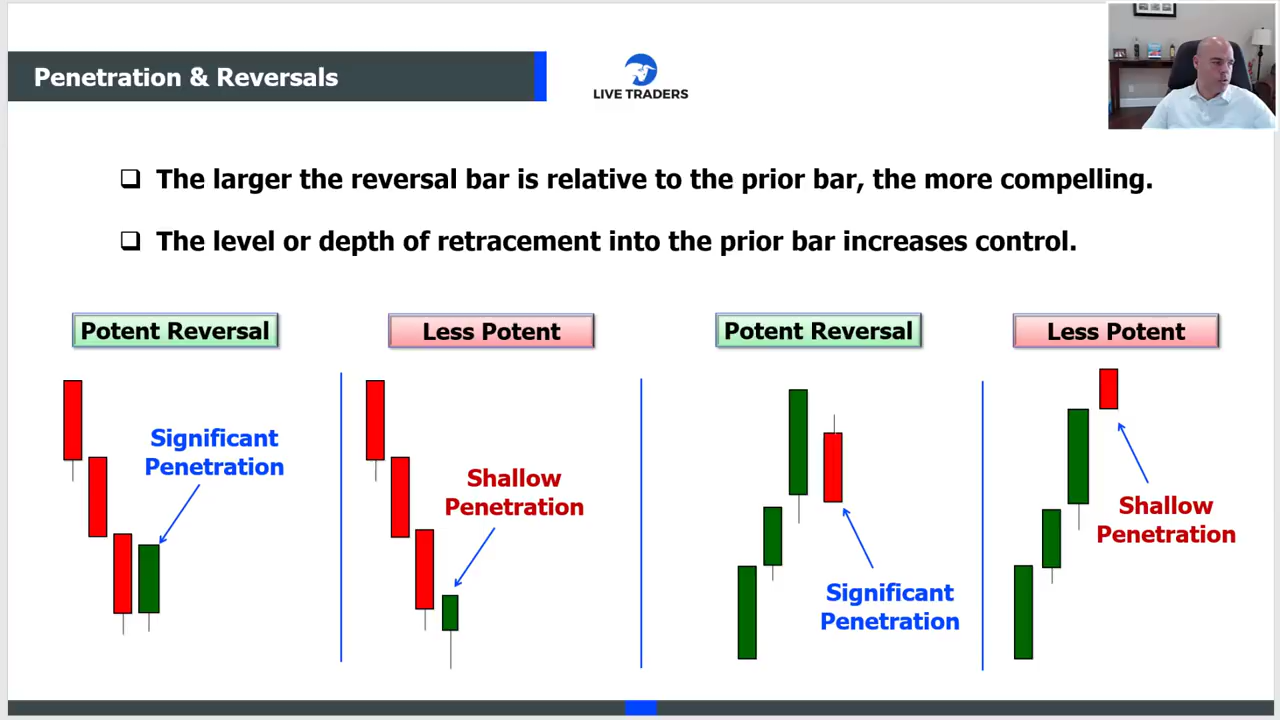 Penetration & Reversals
LIVE TRADERS
The larger the reversal bar is relative to the prior bar, the more compelling.
The level or depth of retracement into the prior bar increases control.
Potent Reversal
Less Potent
Potent Reversal
Less Potent
Significant
Penetration
Shallow
Penetration
Significant
Penetration
Shallow
Penetration